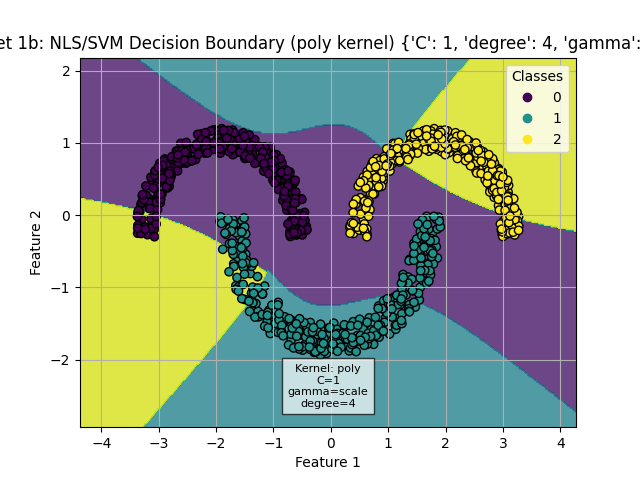 et 1b: NLS/SVM Decision Boundary (poly kernel) {'C': 1, 'degree': 4, 'gamma':
Classes
0
1
2
2
1
0
−1
−2
Feature 2
Kernel: poly
C=1
gamma=scale
degree=4
−4 −3 −2 −1 0 1 2 3 4
Feature 1